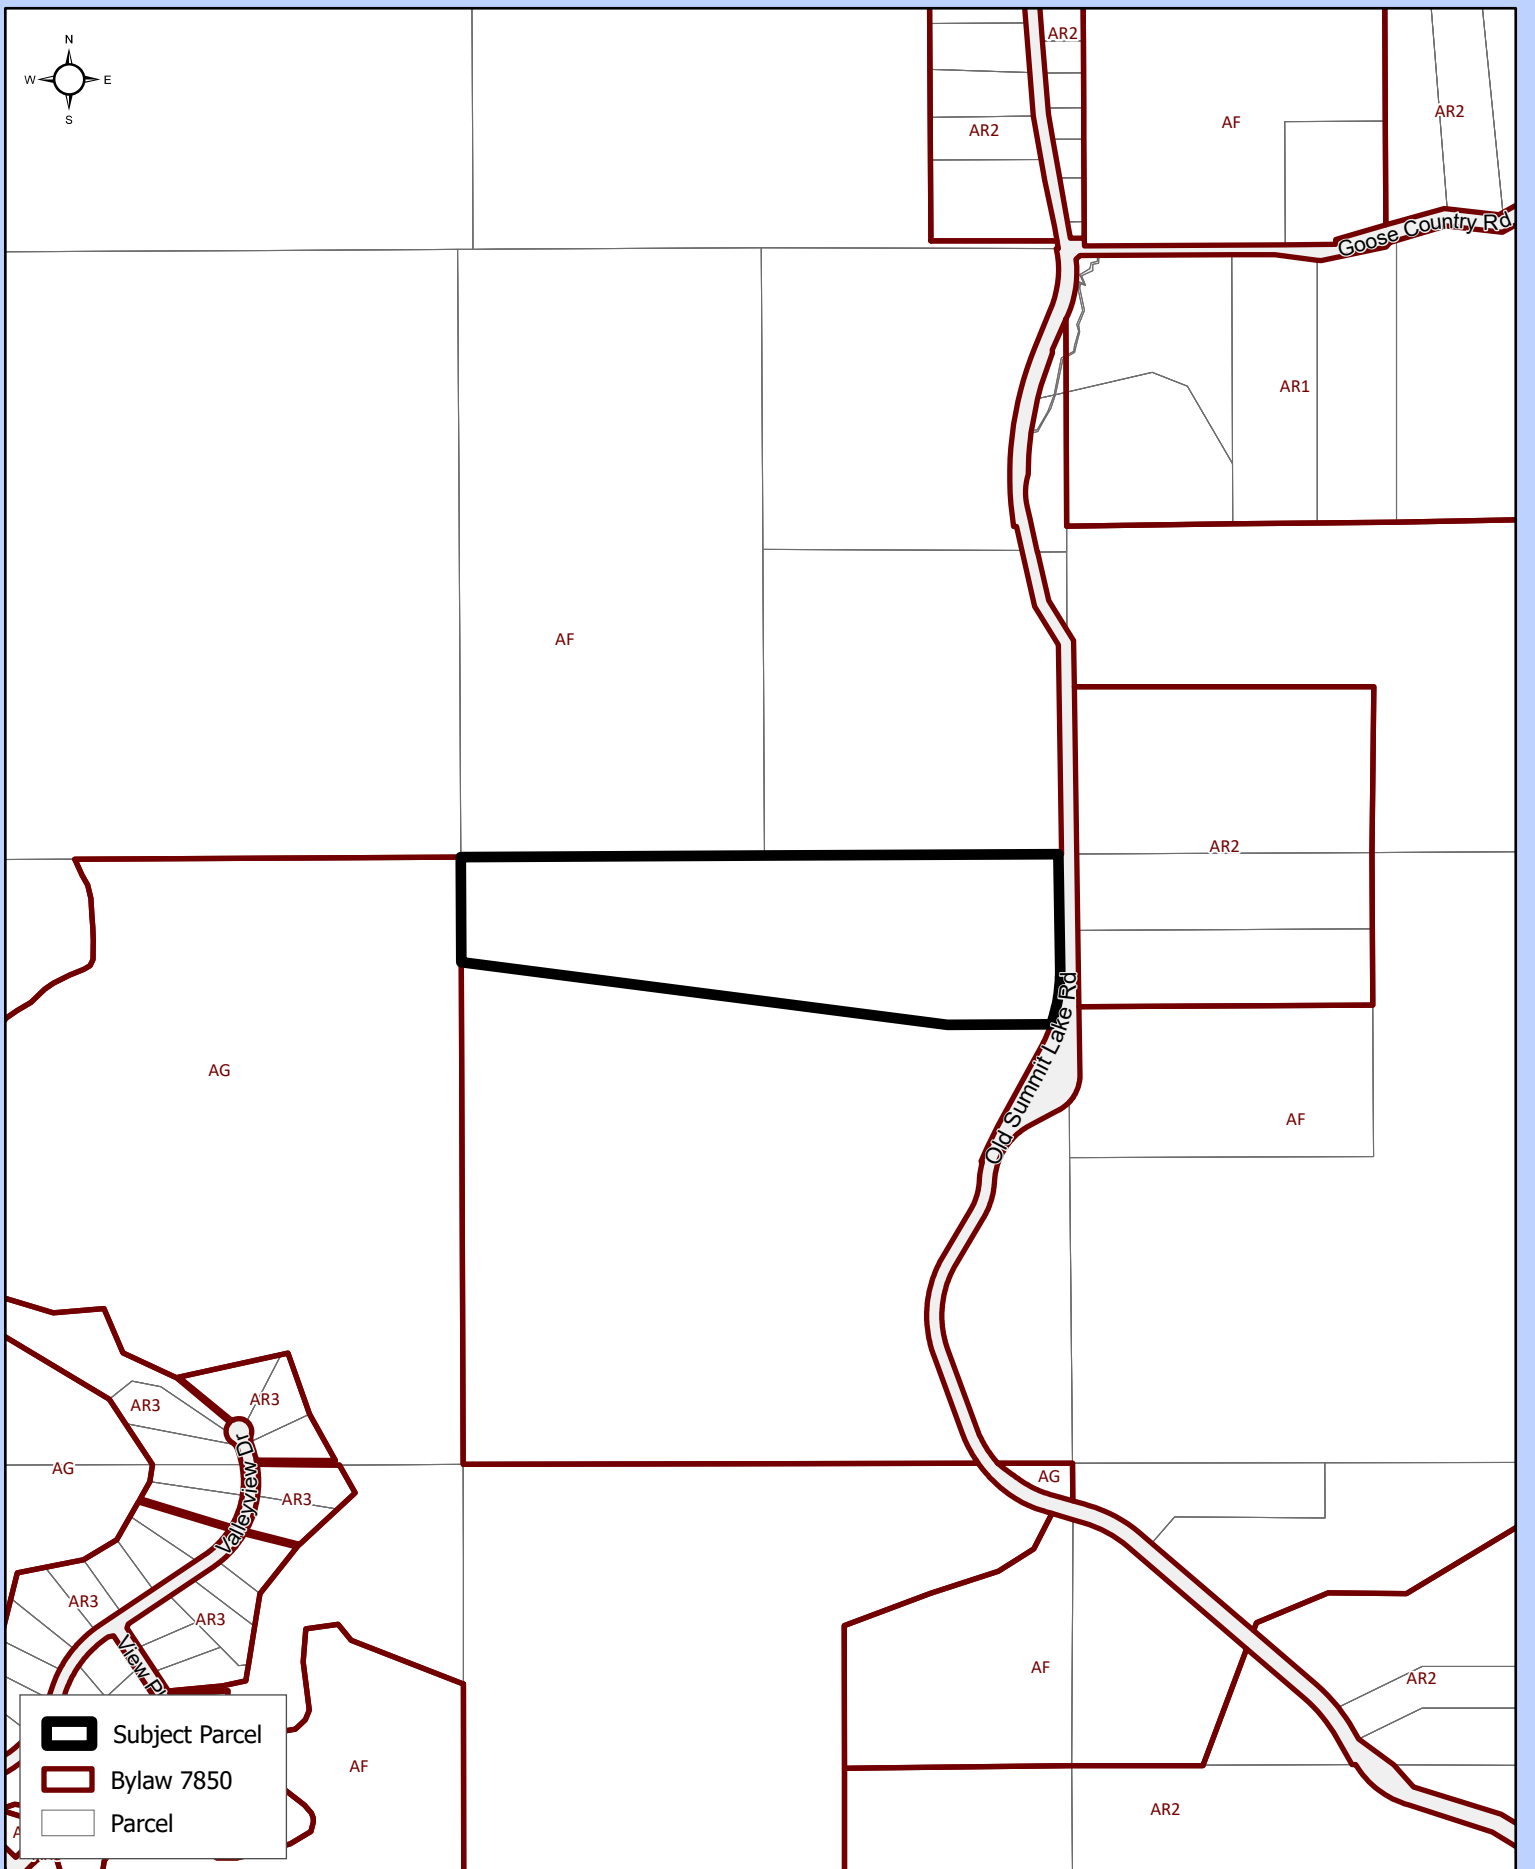 N
W E
S
AR2
AR2
AF
AR2
Goose Country Rd
AR1
AF
AR2
AG
Old Summit Lake Rd
AF
AR3
AR3
AG
Valleyview Dr
AR3
AG
AR3
AR3
View Pl
AF
AR2
AF
AR2
Subject Parcel
Bylaw 7850
Parcel